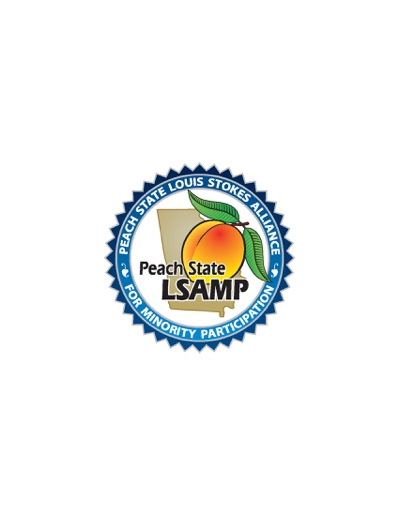 PEACH STATE LOUIS STOKES ALLIANCE
Peach State
LSAMP
FOR MINORITY PARTICIPATION